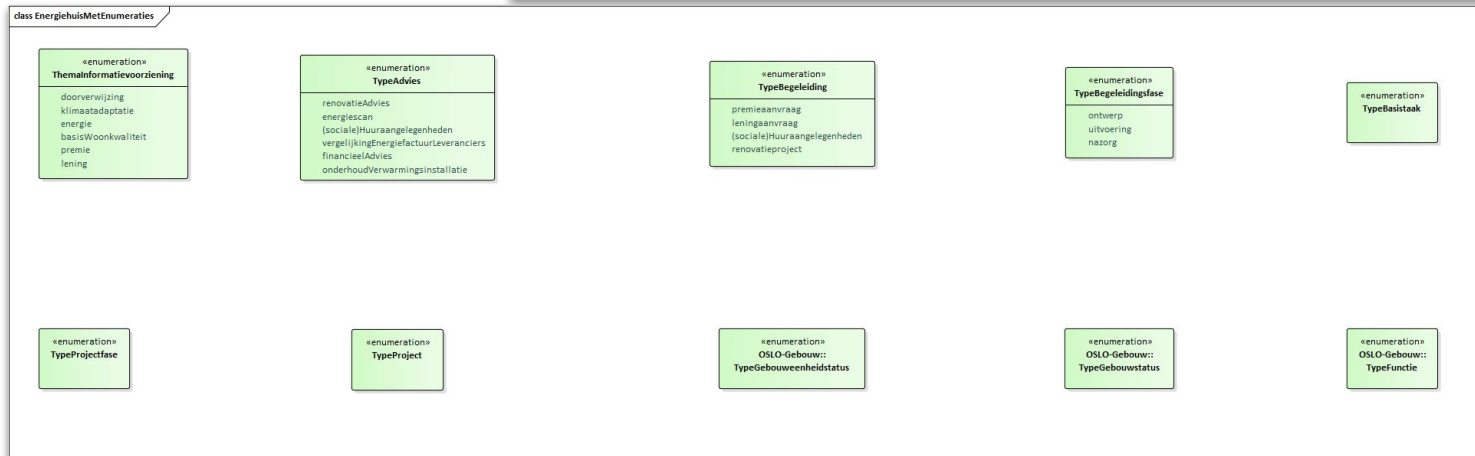 class EnergiehuisMetEnumeraties
«enumeration»
ThemaInformatievoorziening
doorverwijzing
klimaatadaptatie
energie
basisWoonkwaliteit
premie
lening
«enumeration»
TypeAdvies
renovatieAdvies
energiescan
(sociale)Huuraangelegenheden
vergelijkingEnergiefactuurLeveranciers
financieelAdvies
onderhoudVerwarmingsinstallatie
«enumeration»
TypeBegeleiding
premieaanvraag
leningaanvraag
(sociale)Huuraangelegenheden
renovatieproject
«enumeration»
TypeBegeleidingsfase
ontwerp
uitvoering
nazorg
«enumeration»
TypeBasistaak
«enumeration»
TypeProjectfase
«enumeration»
TypeProject
«enumeration»
OSLO-Gebouw::
TypeGebouweenheidstatus
«enumeration»
OSLO-Gebouw::
TypeGebouwstatus
«enumeration»
OSLO-Gebouw::
TypeFunctie